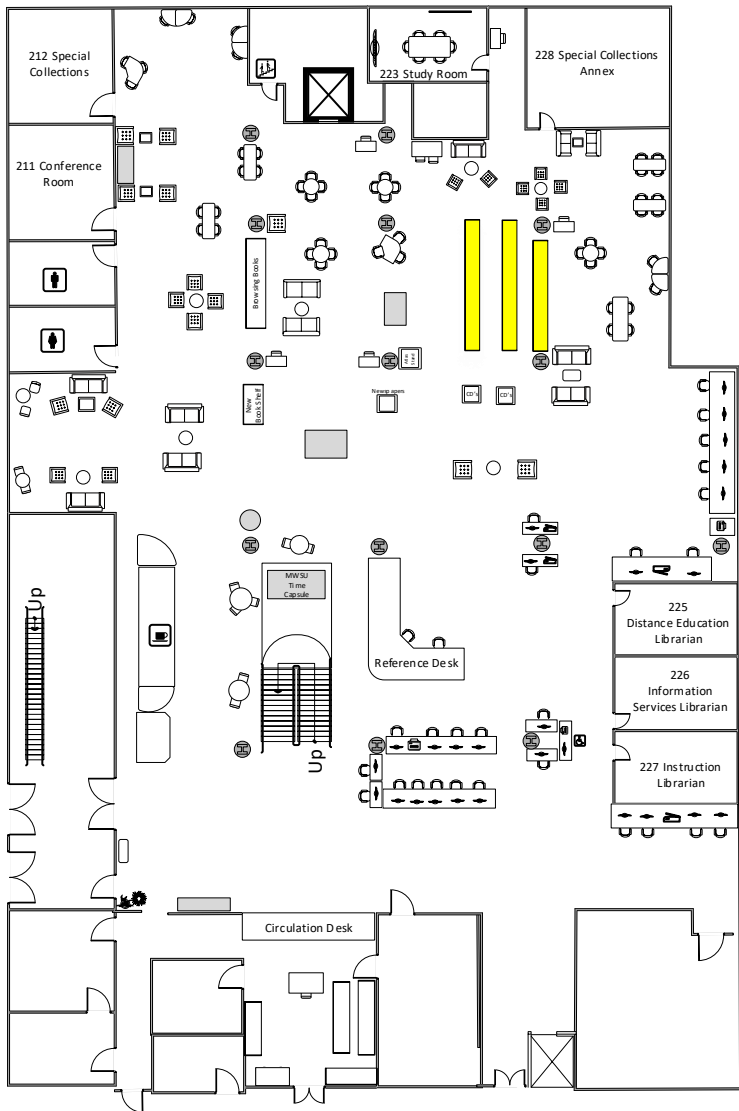 212 Special
Collections
223 Study Room
228 Special Collections
Annex
211 Conference
Room
Browsing Books
Atlas
Stand
New
Book Shelf
Newspapers
CD's
CD's
MWSU
Time
Capsule
Up
Reference Desk
225
Distance Education
Librarian
226
Information
Services Librarian
Up
227 Instruction
Librarian
Circulation Desk